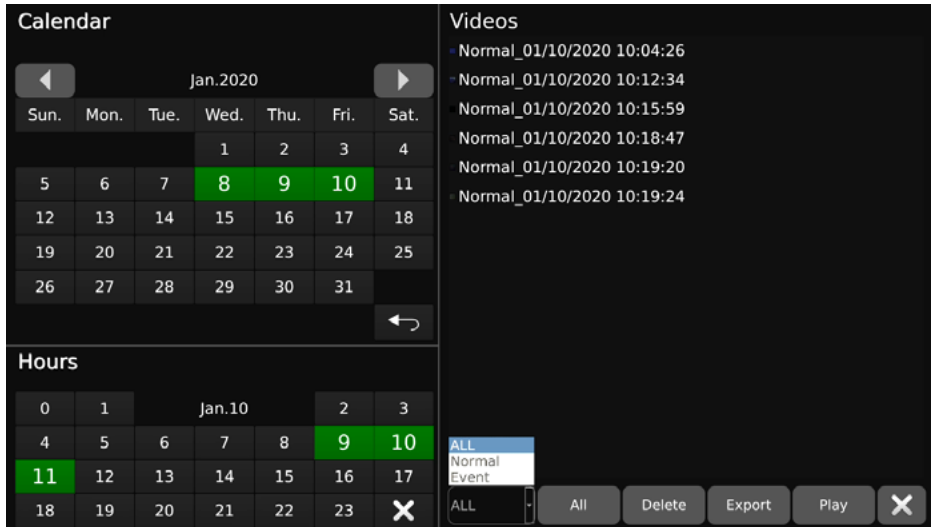 Calendar
Jan.2020
Sun. Mon. Tue. Wed. Thu. Fri. Sat.
1 2 3 4
5 6 7 8 9 10 11
12 13 14 15 16 17 18
19 20 21 22 23 24 25
26 27 28 29 30 31
Hours
0 1 Jan.10 2 3
4 5 6 7 8 9 10
11 12 13 14 15 16 17
18 19 20 21 22 23
Videos
Normal_01/10/2020 10:04:26
Normal_01/10/2020 10:12:34
Normal_01/10/2020 10:15:59
Normal_01/10/2020 10:18:47
Normal_01/10/2020 10:19:20
Normal_01/10/2020 10:19:24
ALL
Normal
Event
ALL All Delete Export Play